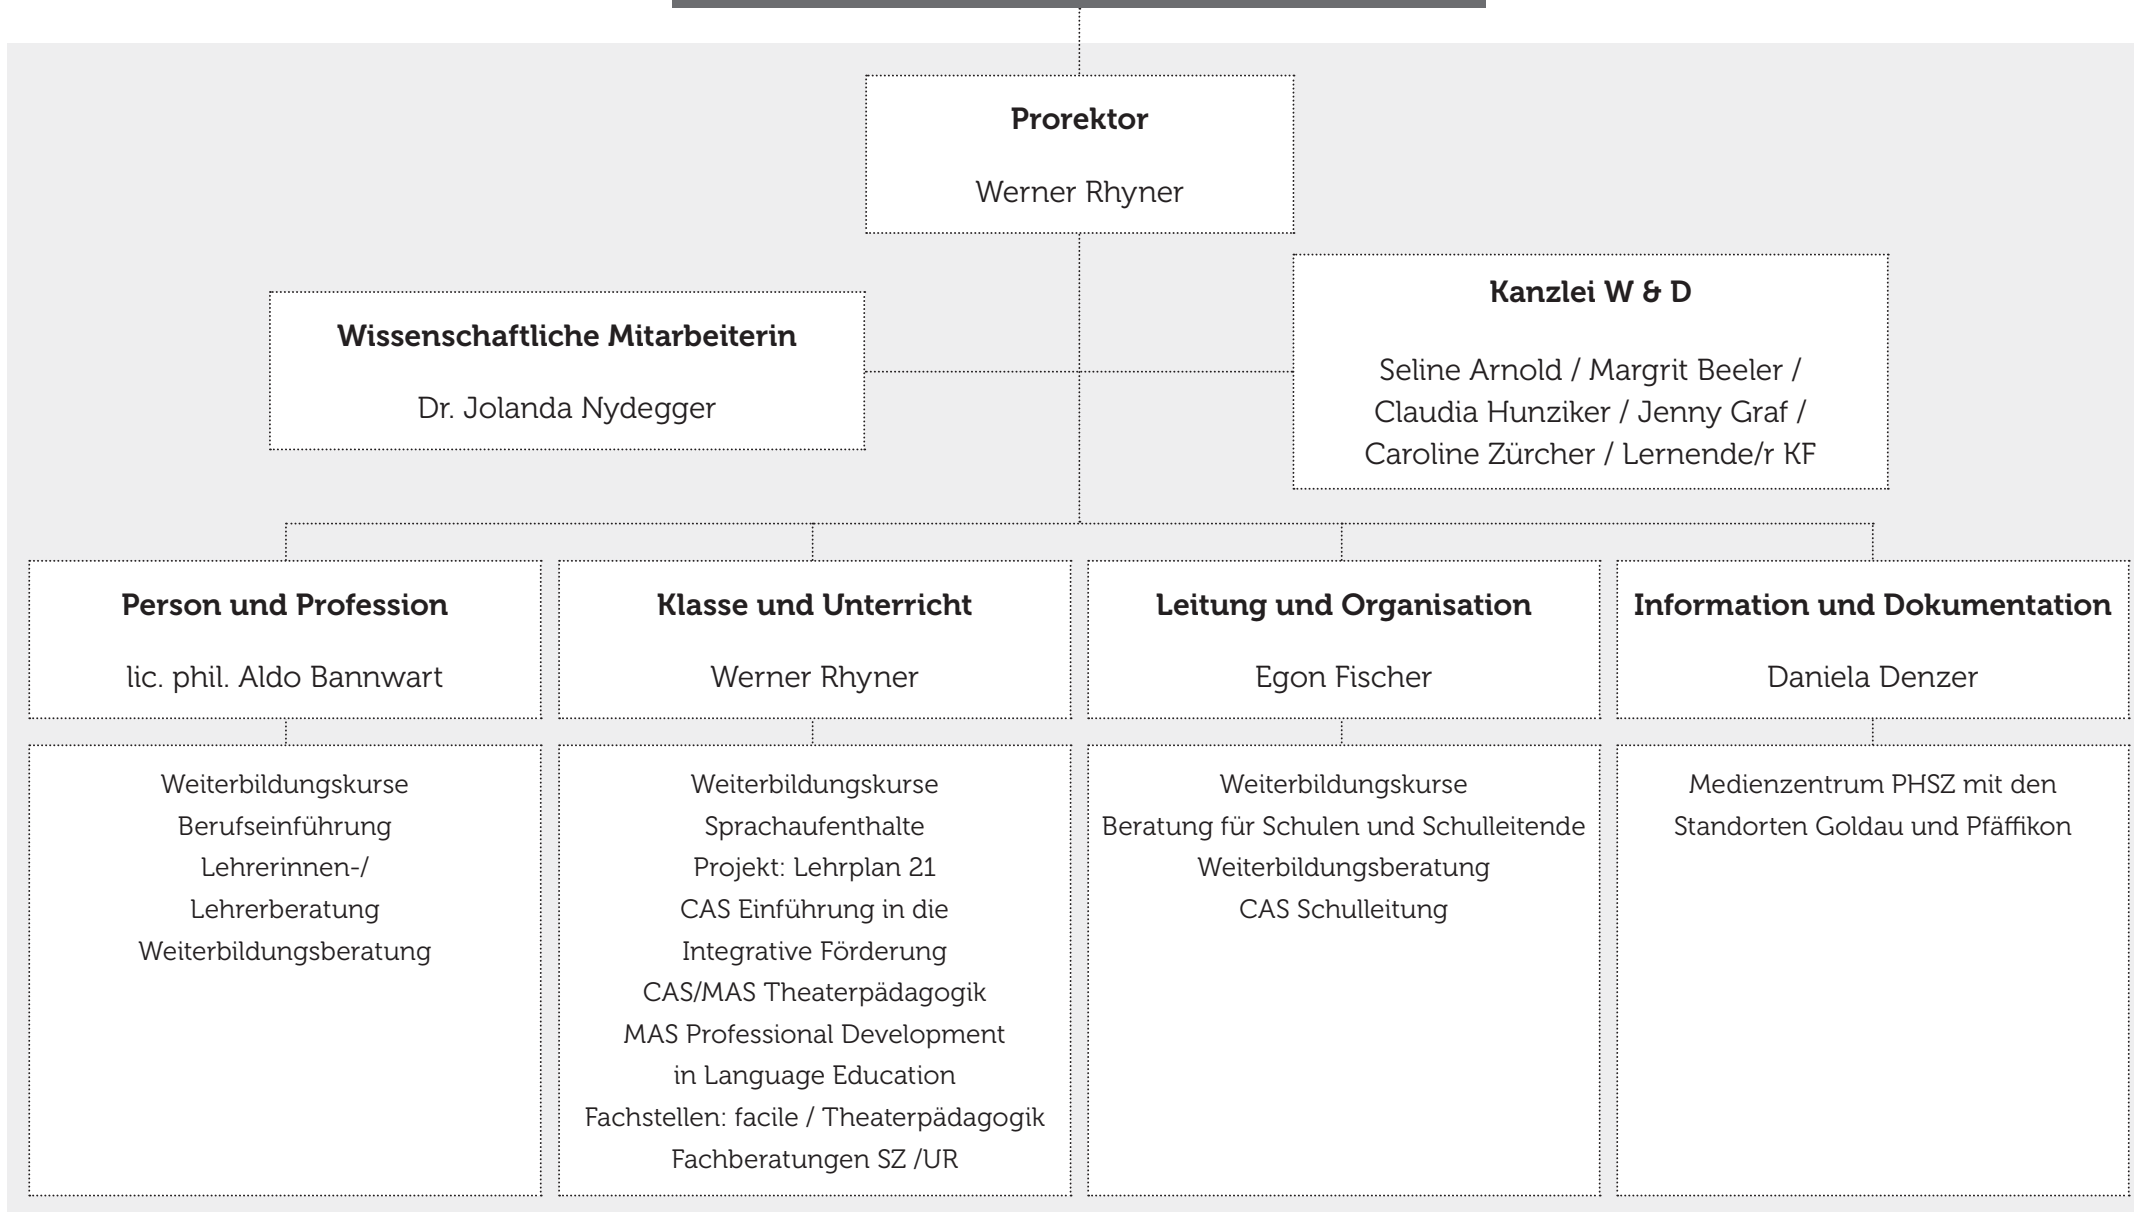 Prorektor
Werner Rhyner
Wissenschaftliche Mitarbeiterin
Dr. Jolanda Nydegger
Kanzlei W & D
Seline Arnold / Margrit Beeler /
Claudia Hunziker / Jenny Graf /
Caroline Zürcher / Lernende/r KF
Person und Profession
lic. phil. Aldo Bannwart
Klasse und Unterricht
Werner Rhyner
Leitung und Organisation
Egon Fischer
Information und Dokumentation
Daniela Denzer
Weiterbildungskurse
Berufseinführung
Lehrerinnen-/
Lehrerberatung
Weiterbildungsberatung
Weiterbildungskurse
Sprachaufenthalte
Projekt: Lehrplan 21
CAS Einführung in die
Integrative Förderung
CAS/MAS Theaterpädagogik
MAS Professional Development
in Language Education
Fachstellen: facile / Theaterpädagogik
Fachberatungen SZ /UR
Weiterbildungskurse
Beratung für Schulen und Schulleitende
Weiterbildungsberatung
CAS Schulleitung
Medienzentrum PHSZ mit den
Standorten Goldau und Pfäffikon